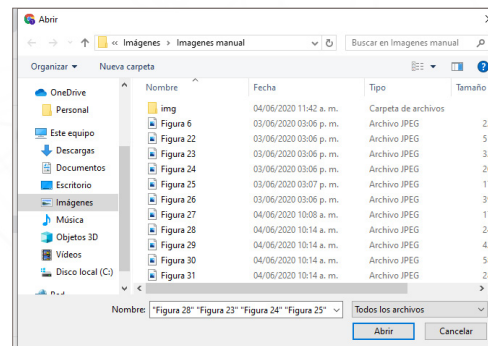 Abrir
« Imágenes > Imagenes manual
Buscar en Imagenes manual
Organizar
Nueva carpeta
Nombre Fecha Tipo Tamaño
OneDrive
Personal
Este equipo
Descargas
Documentos
Escritorio
Imágenes
Música
Objetos 3D
Vídeos
Disco local (C:)
img 04/06/2020 11:42 a. m. Carpeta de archivos
Figura 6 03/06/2020 03:06 p. m. Archivo JPEG
Figura 22 03/06/2020 03:06 p. m. Archivo JPEG
Figura 23 03/06/2020 03:06 p. m. Archivo JPEG
Figura 24 03/06/2020 03:06 p. m. Archivo JPEG
Figura 25 03/06/2020 03:07 p. m. Archivo JPEG
Figura 26 03/06/2020 03:06 p. m. Archivo JPEG
Figura 27 04/06/2020 10:08 a. m. Archivo JPEG
Figura 28 04/06/2020 10:14 a. m. Archivo JPEG
Figura 29 04/06/2020 10:14 a. m. Archivo JPEG
Figura 30 04/06/2020 10:14 a. m. Archivo JPEG
Figura 31 04/06/2020 10:14 a. m. Archivo JPEG
Nombre: "Figura 28" "Figura 23" "Figura 24" "Figura 25"
Todos los archivos
Abrir Cancelar